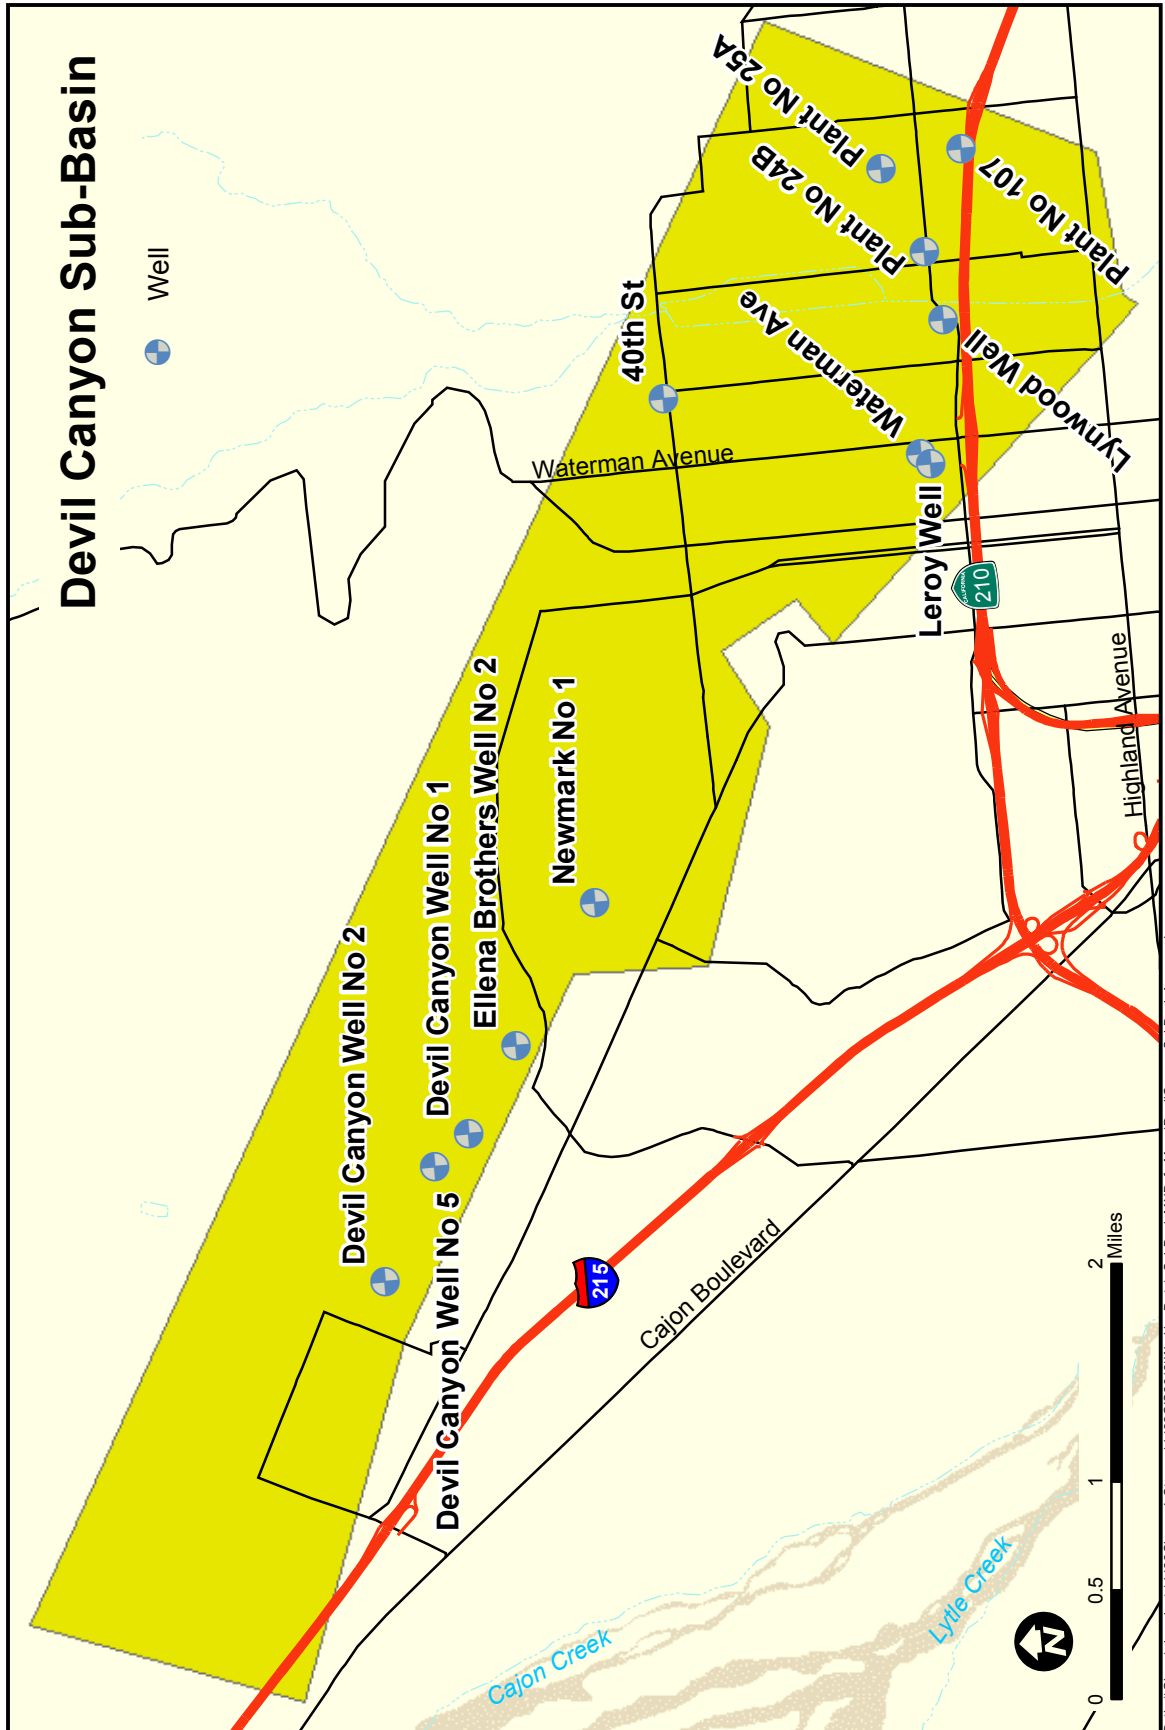 Devil Canyon Sub-Basin
Well
Plant No 25A
Plant No 24B
Plant No 107
40th St
Waterman Ave
Lynwood Well
Waterman Avenue
Leroy Well
CALIFORNIA
210
Highland Avenue
Newmark No 1
Ellena Brothers Well No 2
Devil Canyon Well No 1
Devil Canyon Well No 2
Devil Canyon Well No 5
215
Cajon Boulevard
Cajon Creek
Lytle Creek
N
0 0.5 1 2
Miles